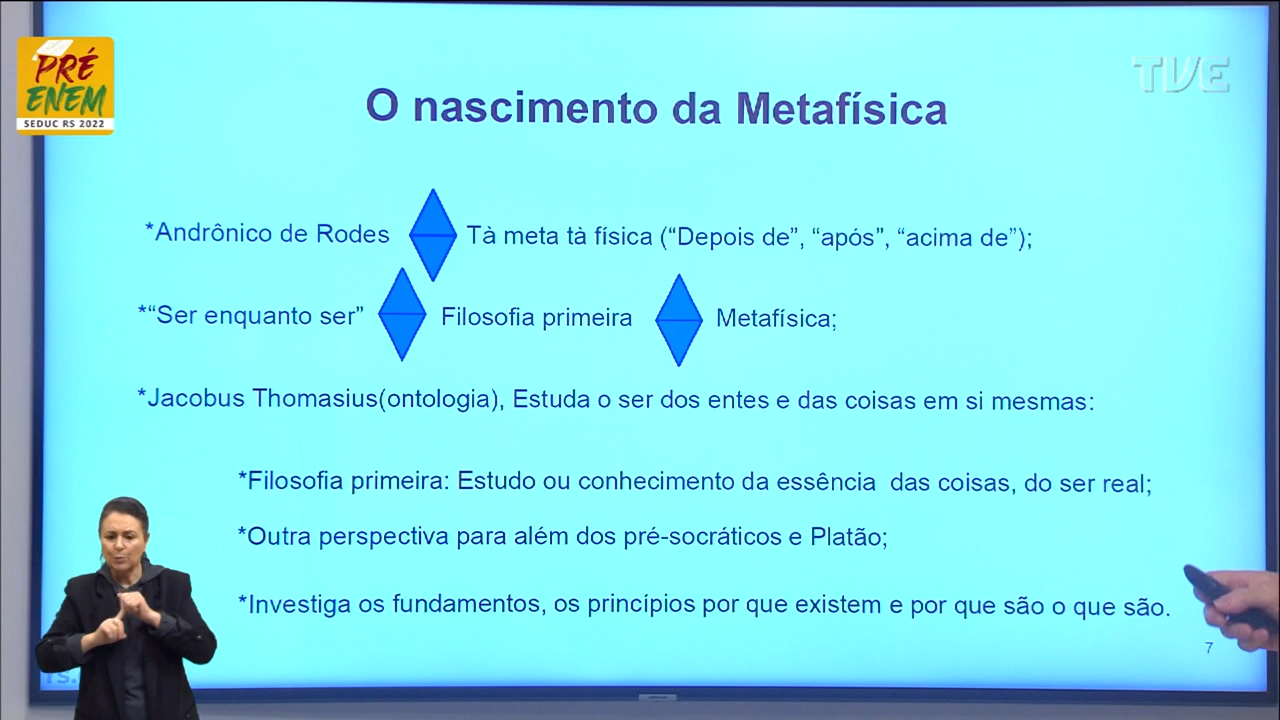 PRÉ
ENEM
SEDUC RS 2022
TVE
O nascimento da Metafísica
*Andrônico de Rodes Tà meta tà física (“Depois de”, “após”, “acima de”);
*“Ser enquanto ser” Filosofia primeira Metafísica;
*Jacobus Thomasius(ontologia), Estuda o ser dos entes e das coisas em si mesmas:
*Filosofia primeira: Estudo ou conhecimento da essência das coisas, do ser real;
*Outra perspectiva para além dos pré-socráticos e Platão;
*Investiga os fundamentos, os princípios por que existem e por que são o que são.
7